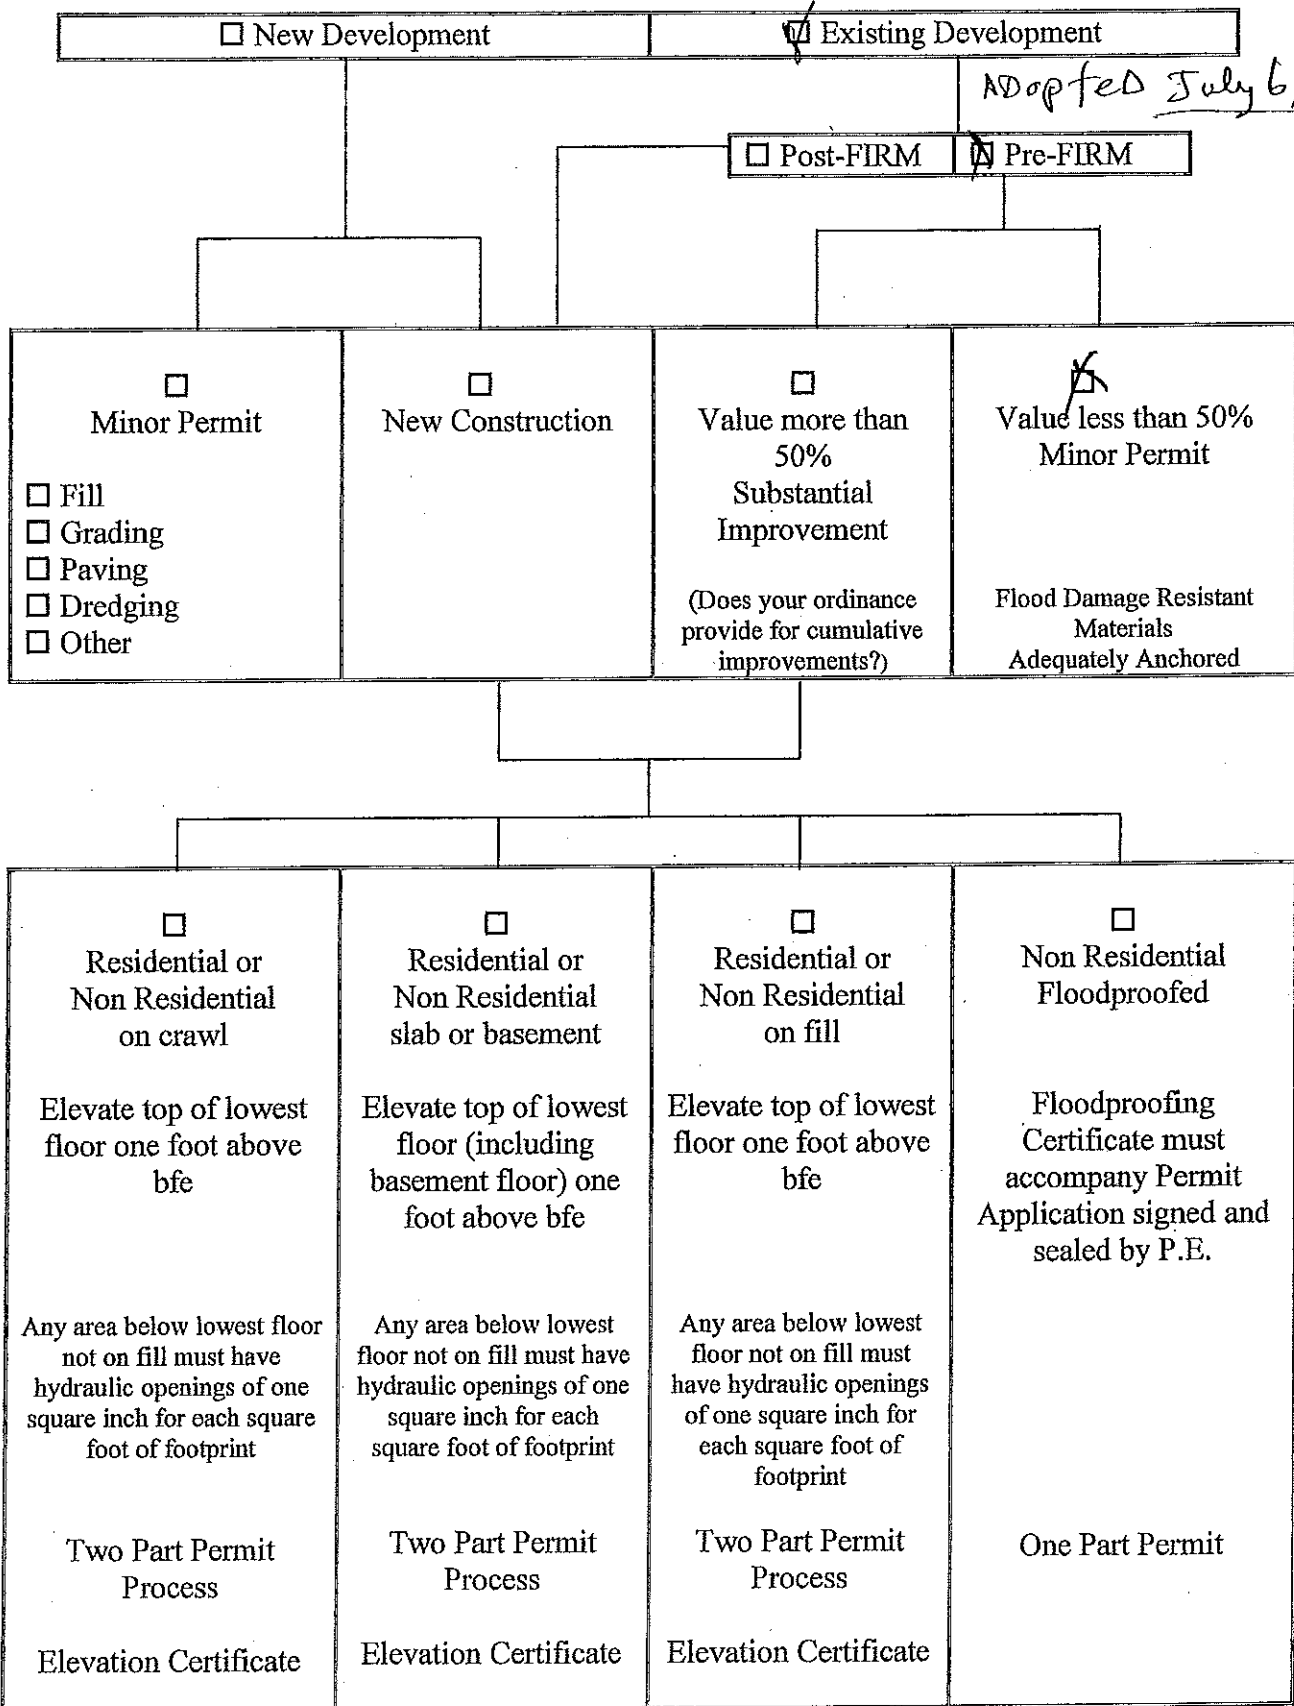 ☐ New Development
☑ Existing Development
ADopteD July 6,
☐ Post-FIRM
☒ Pre-FIRM
☐
Minor Permit
☐ Fill
☐ Grading
☐ Paving
☐ Dredging
☐ Other
☐
New Construction
☐
Value more than
50%
Substantial
Improvement
(Does your ordinance
provide for cumulative
improvements?)
☒
Value less than 50%
Minor Permit
Flood Damage Resistant
Materials
Adequately Anchored
☐
Residential or
Non Residential
on crawl
Elevate top of lowest
floor one foot above
bfe
Any area below lowest floor
not on fill must have
hydraulic openings of one
square inch for each square
foot of footprint
Two Part Permit
Process
Elevation Certificate
☐
Residential or
Non Residential
slab or basement
Elevate top of lowest
floor (including
basement floor) one
foot above bfe
Any area below lowest
floor not on fill must have
hydraulic openings of one
square inch for each
square foot of footprint
Two Part Permit
Process
Elevation Certificate
☐
Residential or
Non Residential
on fill
Elevate top of lowest
floor one foot above
bfe
Any area below lowest
floor not on fill must
have hydraulic openings
of one square inch for
each square foot of
footprint
Two Part Permit
Process
Elevation Certificate
☐
Non Residential
Floodproofed
Floodproofing
Certificate must
accompany Permit
Application signed and
sealed by P.E.
One Part Permit